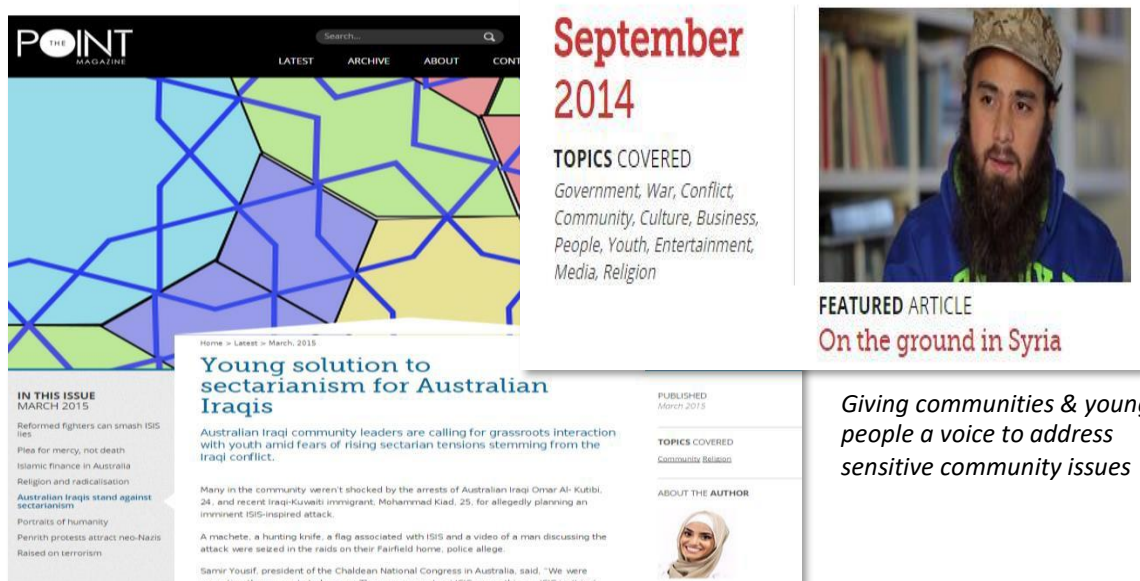 THE
POINT
MAGAZINE
Search...
LATEST ARCHIVE ABOUT CONT
September
2014
TOPICS COVERED
Government, War, Conflict,
Community, Culture, Business,
People, Youth, Entertainment,
Media, Religion
FEATURED ARTICLE
On the ground in Syria
Home > Latest > March, 2015
Young solution to
sectarianism for Australian
Iraqis
Australian Iraqi community leaders are calling for grassroots interaction
with youth amid fears of rising sectarian tensions stemming from the
Iraqi conflict.
Many in the community weren't shocked by the arrests of Australian Iraqi Omar Al- Kutibi,
24, and recent Iraqi-Kuwaiti immigrant, Mohammad Kiad, 25, for allegedly planning an
imminent ISIS-inspired attack.
A machete, a hunting knife, a flag associated with ISIS and a video of a man discussing the
attack were seized in the raids on their Fairfield home, police allege.
Samir Yousif, president of the Chaldean National Congress in Australia, said, "We were
IN THIS ISSUE
MARCH 2015
Reformed fighters can smash ISIS
lies
Plea for mercy, not death
Islamic finance in Australia
Religion and radicalisation
Australian Iraqis stand against
sectarianism
Portraits of humanity
Penrith protests attract neo-Nazis
Raised on terrorism
PUBLISHED
March 2015
TOPICS COVERED
Community Religion
ABOUT THE AUTHOR
Giving communities & young
people a voice to address
sensitive community issues